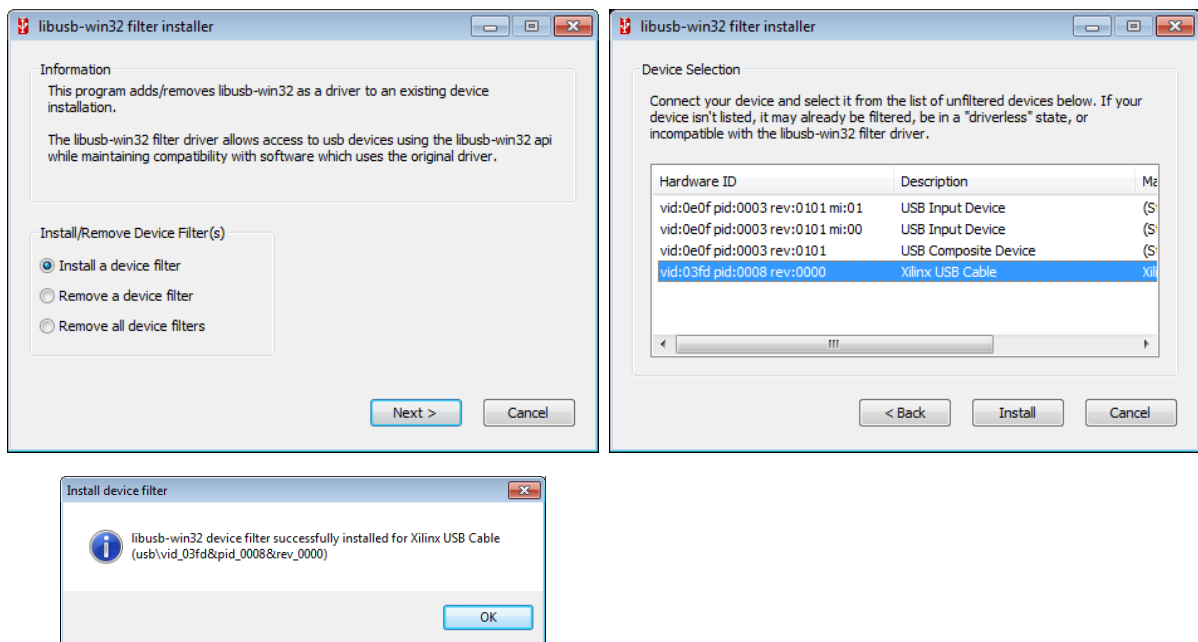 libusb-win32 filter installer
Information
This program adds/removes libusb-win32 as a driver to an existing device
installation.
The libusb-win32 filter driver allows access to usb devices using the libusb-win32 api
while maintaining compatibility with software which uses the original driver.
Install/Remove Device Filter(s)
Install a device filter
Remove a device filter
Remove all device filters
Next >
Cancel
libusb-win32 filter installer
Device Selection
Connect your device and select it from the list of unfiltered devices below. If your
device isn't listed, it may already be filtered, be in a "driverless" state, or
incompatible with the libusb-win32 filter driver.
Hardware ID Description Ma
vid:0e0f pid:0003 rev:0101 mi:01 USB Input Device (S
vid:0e0f pid:0003 rev:0101 mi:00 USB Input Device (S
vid:0e0f pid:0003 rev:0101 USB Composite Device (S
vid:03fd pid:0008 rev:0000 Xilinx USB Cable Xili
< Back
Install
Cancel
Install device filter
libusb-win32 device filter successfully installed for Xilinx USB Cable
(usb\vid_03fd&pid_0008&rev_0000)
OK